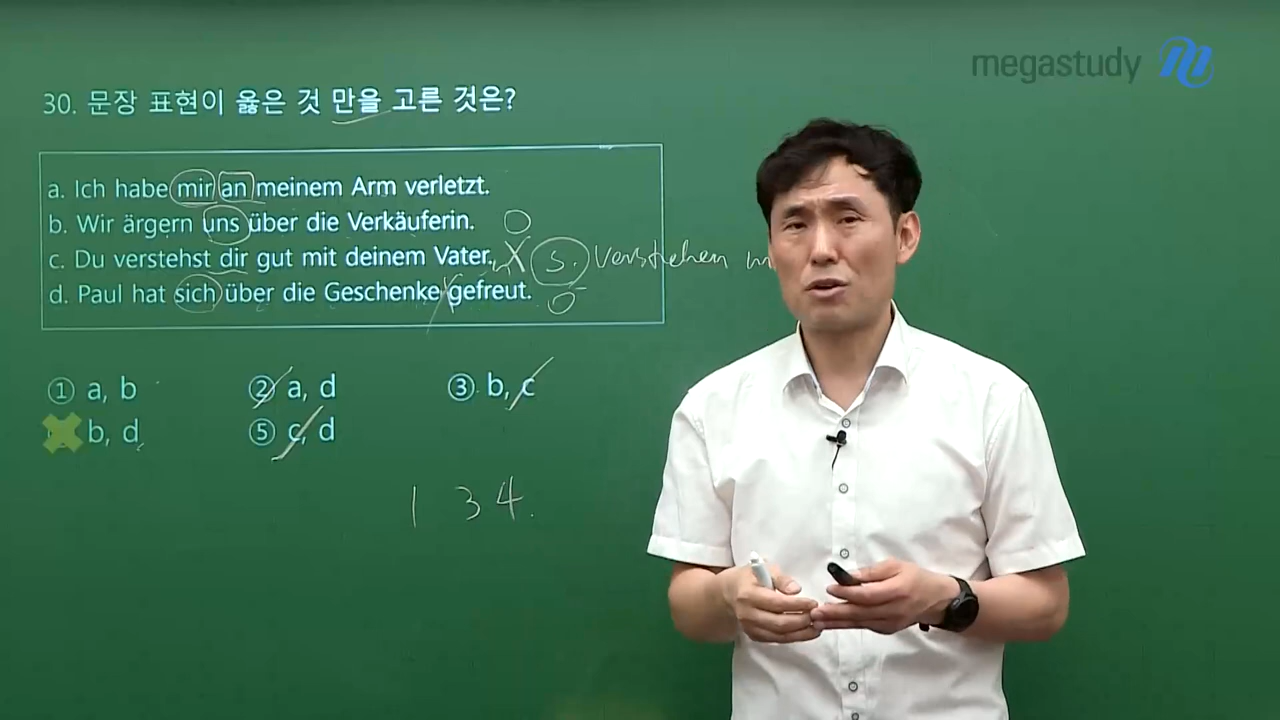 megastudy
30. 문장 표현이 옳은 것 만을 고른 것은?
a. Ich habe mir an meinem Arm verletzt.
b. Wir ärgern uns über die Verkäuferin. O
c. Du verstehst dir gut mit deinem Vater. X s. verstehen
d. Paul hat sich über die Geschenke gefreut. O
① a, b ② a, d ③ b, c
b, d ⑤ c, d
1 3 4.